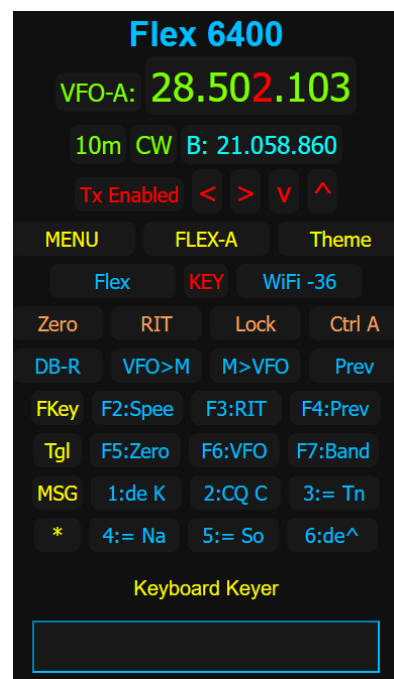 Flex 6400
VFO-A: 28.502.103
10m CW B: 21.058.860
Tx Enabled < > v ^
MENU FLEX-A Theme
Flex KEY WiFi -36
Zero RIT Lock Ctrl A
DB-R VFO>M M>VFO Prev
FKey F2:Spee F3:RIT F4:Prev
Tgl F5:Zero F6:VFO F7:Band
MSG 1:de K 2:CQ C 3:= Tn
* 4:= Na 5:= So 6:de^
Keyboard Keyer